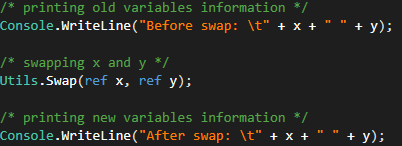 /* printing old variables information */
Console.WriteLine("Before swap: \t" + x + " " + y);
/* swapping x and y */
Utils.Swap(ref x, ref y);
/* printing new variables information */
Console.WriteLine("After swap: \t" + x + " " + y);